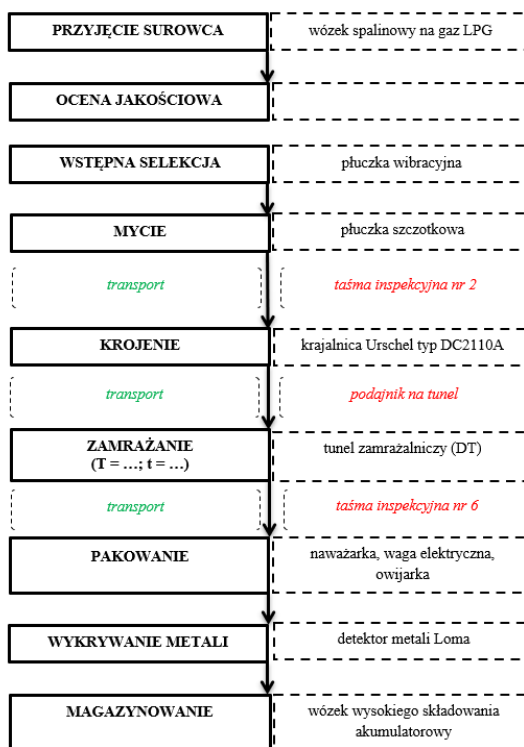 PRZYJĘCIE SUROWCA
wózek spalinowy na gaz LPG
OCENA JAKOŚCIOWA
WSTĘPNA SELEKCJA
płuczka wibracyjna
MYCIE
płuczka szczotkowa
transport
taśma inspekcyjna nr 2
KROJENIE
krajalnica Urschel typ DC2110A
transport
podajnik na tunel
ZAMRAŻANIE
(T = ...; t = ...)
tunel zamrażalniczy (DT)
transport
taśma inspekcyjna nr 6
PAKOWANIE
naważarka, waga elektryczna,
owijarka
WYKRYWANIE METALI
detektor metali Loma
MAGAZYNOWANIE
wózek wysokiego składowania
akumulatorowy